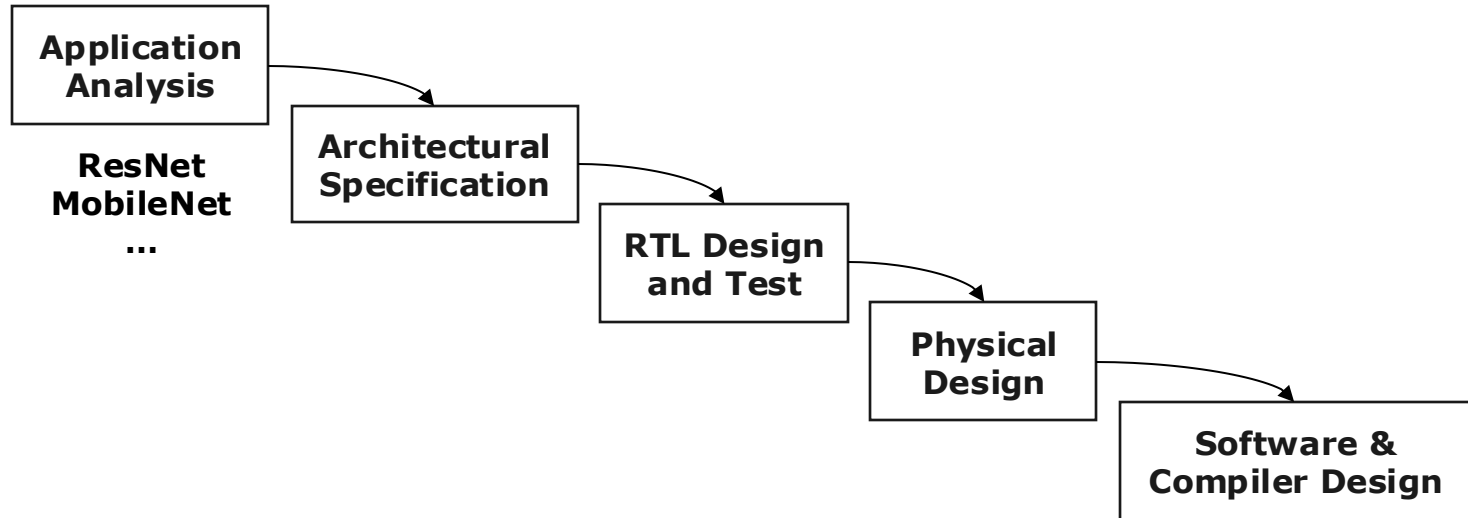 Application
Analysis
ResNet
MobileNet
...
Architectural
Specification
RTL Design
and Test
Physical
Design
Software &
Compiler Design